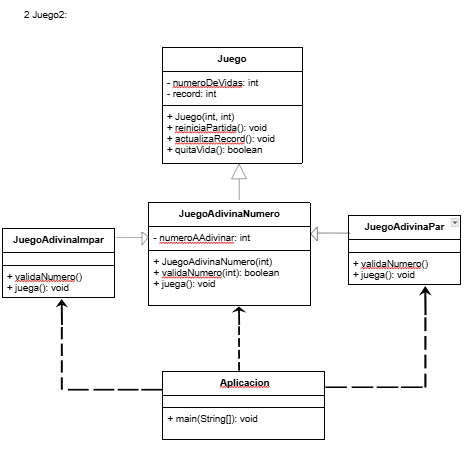 2 Juego2:
Juego
- numeroDeVidas: int
- record: int
+ Juego(int, int)
+ reiniciaPartida(): void
+ actualizaRecord(): void
+ quitaVida(): boolean
JuegoAdivinaNumero
- numeroAAdivinar: int
+ JuegoAdivinaNumero(int)
+ validaNumero(int): boolean
+ juega(): void
JuegoAdivinaImpar
+ validaNumero()
+ juega(): void
JuegoAdivinaPar
+ validaNumero()
+ juega(): void
Aplicacion
+ main(String[]): void